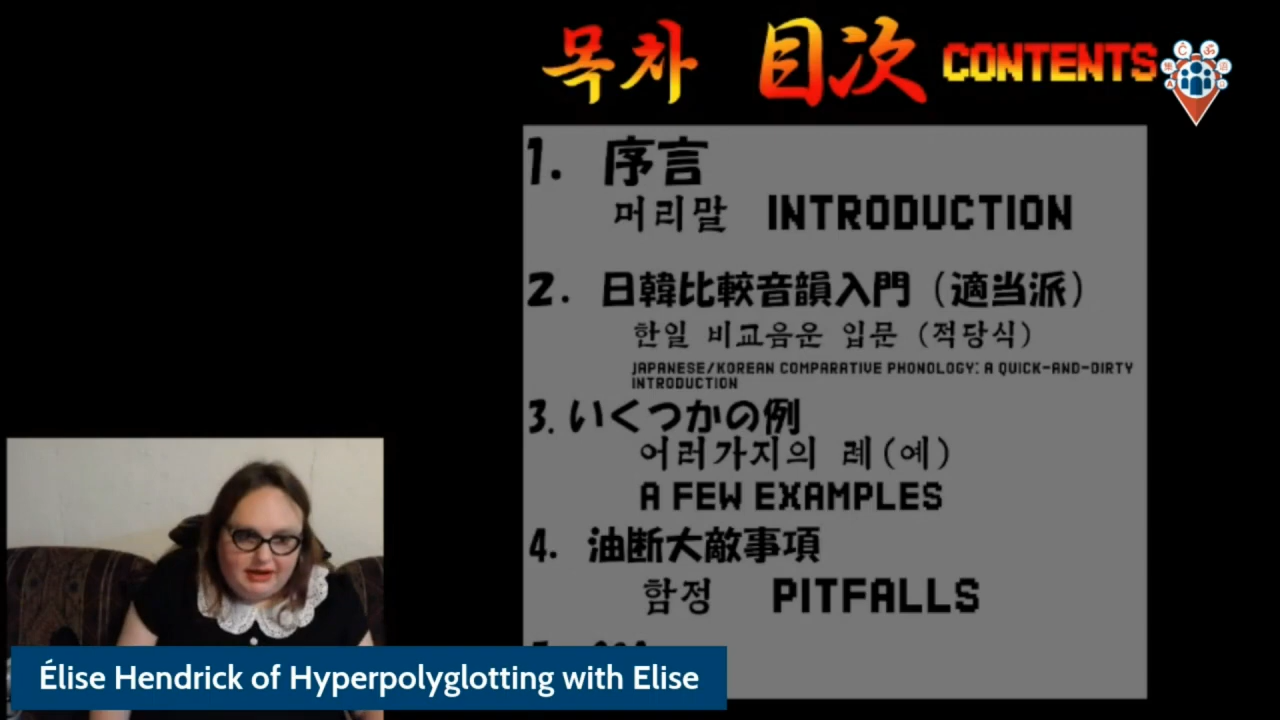 목차 目次 CONTENTS
1. 序言
머리말 INTRODUCTION
2. 日韓比較音韻入門（適当派）
한일 비교음운 입문 (적당식)
JAPANESE/KOREAN COMPARATIVE PHONOLOGY: A QUICK-AND-DIRTY
INTRODUCTION
3. いくつかの例
어러가지의 례(예)
A FEW EXAMPLES
4. 油断大敵事項
함정 PITFALLS
Élise Hendrick of Hyperpolyglotting with Elise